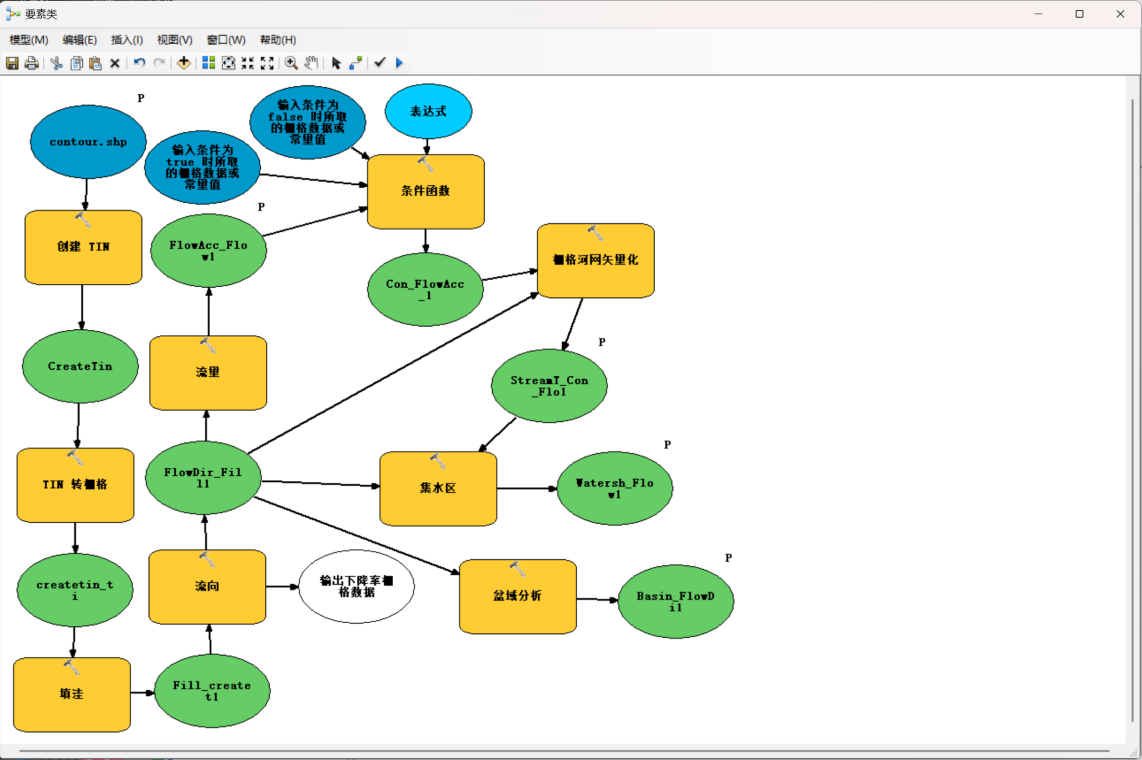 要素类
模型(M) 编辑(E) 插入(I) 视图(V) 窗口(W) 帮助(H)
P
contour.shp
输入条件为
false 时所取
的栅格数据或
常量值
表达式
输入条件为
true 时所取
的栅格数据或
常量值
条件函数
创建 TIN
P
FlowAcc_Flo
w1
栅格河网矢量化
Con_FlowAcc
_1
CreateTin
流量
P
StreamT_Con
_Flo1
TIN 转栅格
FlowDir_Fil
l1
集水区
P
Watersh_Flo
w1
createtin_t
i
流向
输出下降率栅
格数据
盆域分析
P
Basin_FlowD
i1
填洼
Fill_create
t1